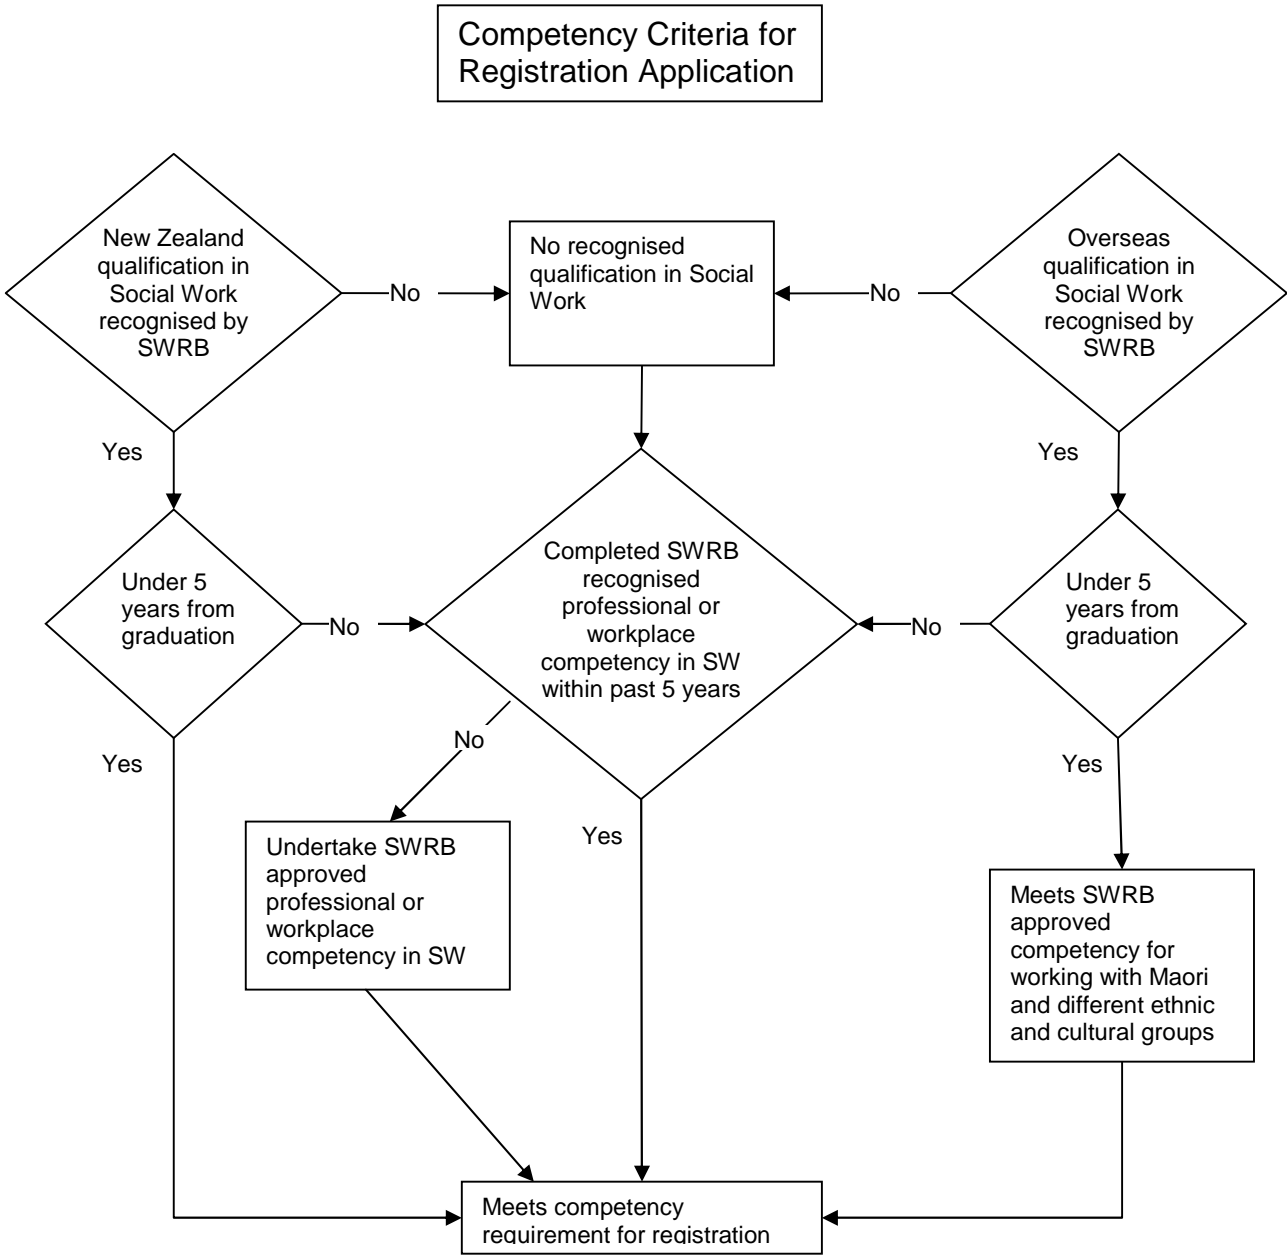 Competency Criteria for
Registration Application
New Zealand
qualification in
Social Work
recognised by
SWRB
No
No recognised
qualification in Social
Work
No
Overseas
qualification in
Social Work
recognised by
SWRB
Yes
Yes
Under 5
years from
graduation
No
Completed SWRB
recognised
professional or
workplace
competency in SW
within past 5 years
No
Under 5
years from
graduation
Yes
No
Yes
Yes
Undertake SWRB
approved
professional or
workplace
competency in SW
Meets SWRB
approved
competency for
working with Maori
and different ethnic
and cultural groups
Meets competency
requirement for registration